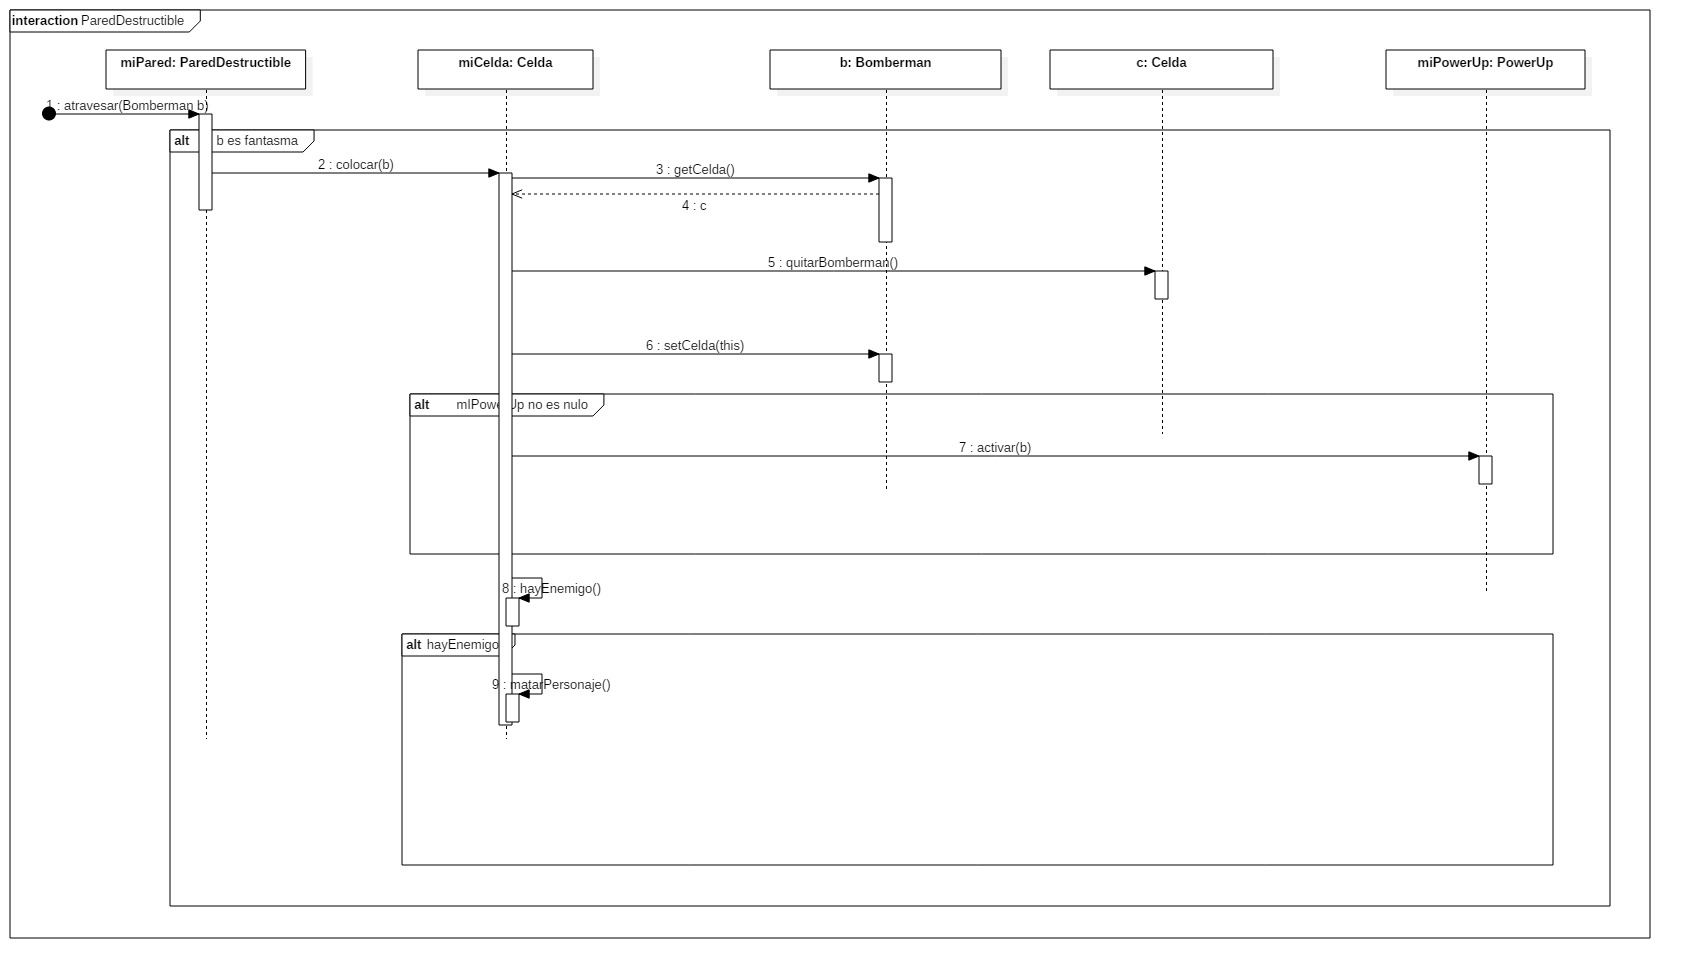 interaction ParedDestructible
miPared: ParedDestructible
miCelda: Celda
b: Bomberman
c: Celda
miPowerUp: PowerUp
1 : atravesar(Bomberman b)
alt b es fantasma
2 : colocar(b)
3 : getCelda()
4 : c
5 : quitarBomberman()
6 : setCelda(this)
alt mIPowerUp no es nulo
7 : activar(b)
8 : hayEnemigo()
alt hayEnemigo
9 : matarPersonaje()